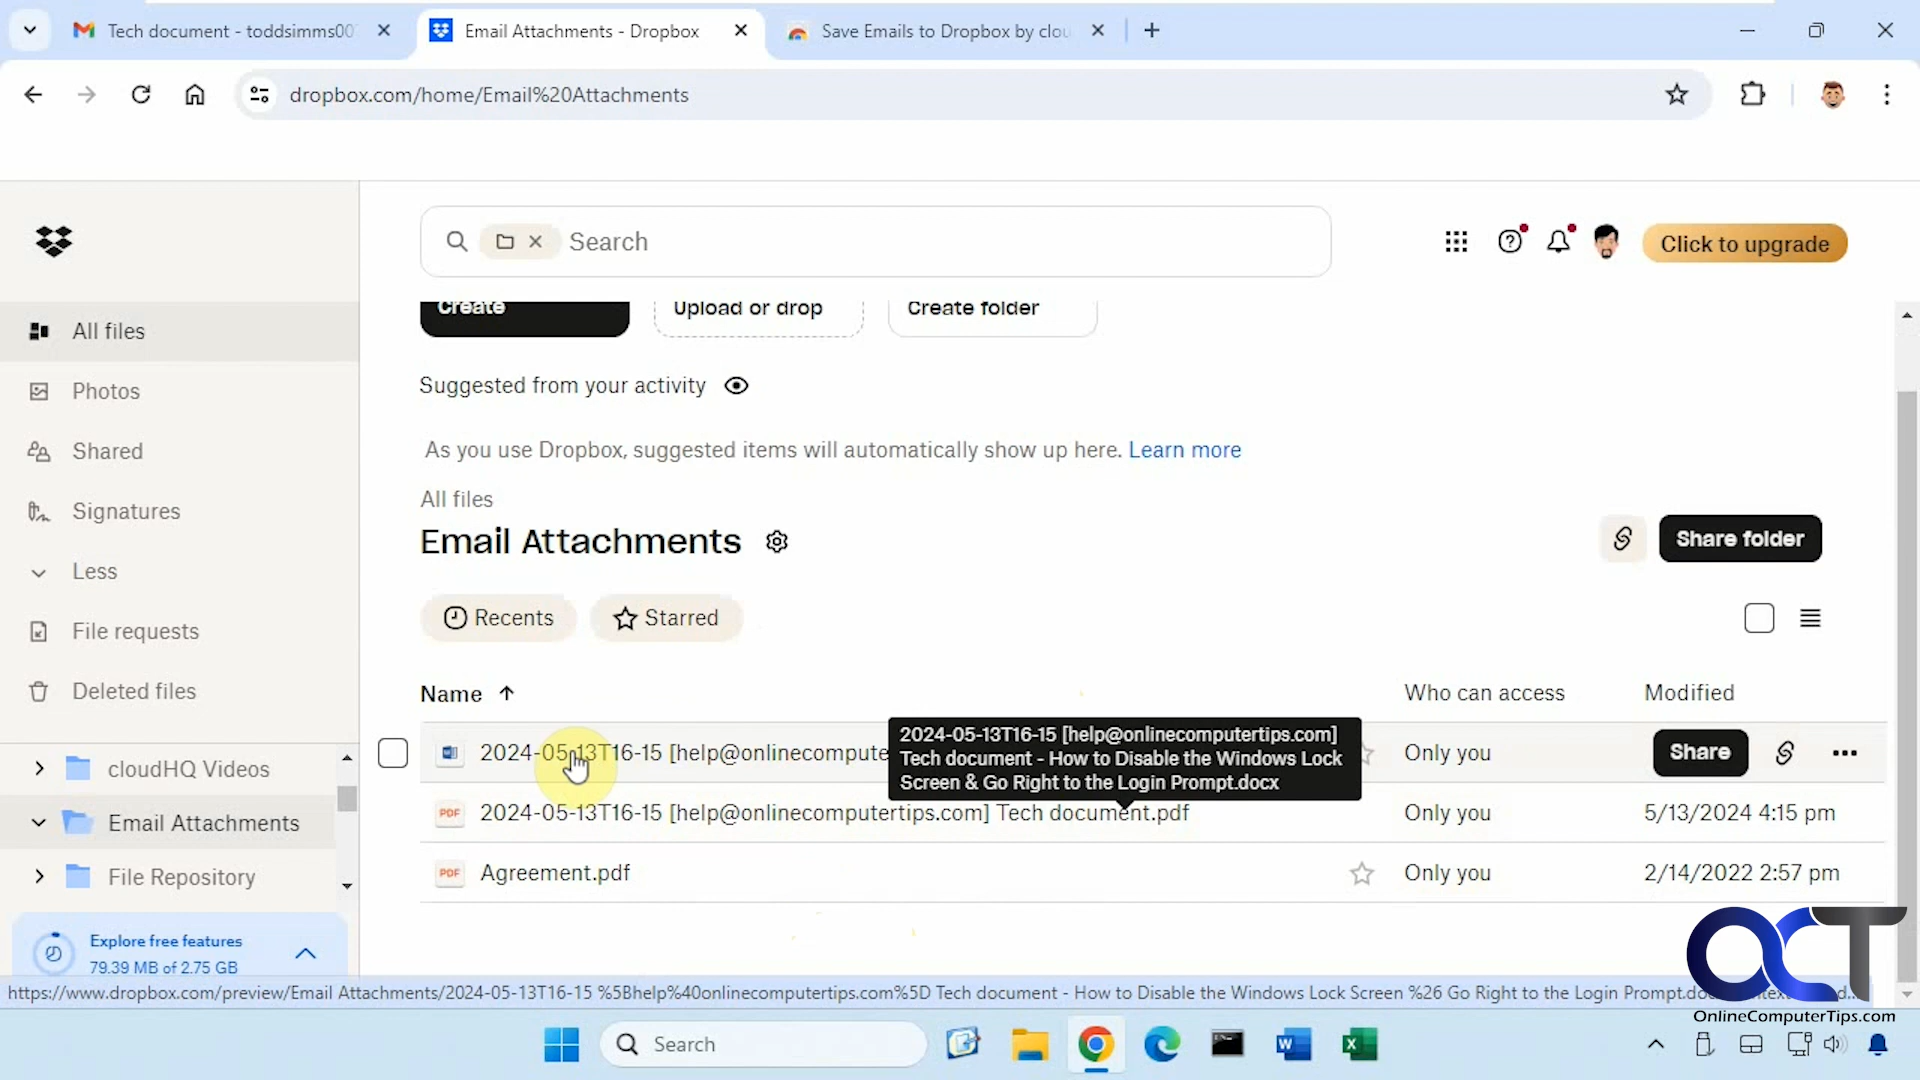 Tech document - toddsimms00
Email Attachments - Dropbox
Save Emails to Dropbox by clou
dropbox.com/home/Email%20Attachments
Search
Click to upgrade
Create
Upload or drop
Create folder
All files
Photos
Shared
Signatures
Less
File requests
Deleted files
cloudHQ Videos
Email Attachments
File Repository
Explore free features
79.39 MB of 2.75 GB
Suggested from your activity
As you use Dropbox, suggested items will automatically show up here. Learn more
All files
Email Attachments
Share folder
Recents
Starred
Name
Who can access
Modified
2024-05-13T16-15 [help@onlinecompute
Only you
Share
2024-05-13T16-15 [help@onlinecomputertips.com]
Tech document - How to Disable the Windows Lock
Screen & Go Right to the Login Prompt.docx
PDF
2024-05-13T16-15 [help@onlinecomputertips.com] Tech document.pdf
Only you
5/13/2024 4:15 pm
PDF
Agreement.pdf
Only you
2/14/2022 2:57 pm
https://www.dropbox.com/preview/Email Attachments/2024-05-13T16-15 %5Bhelp%40onlinecomputertips.com%5D Tech document - How to Disable the Windows Lock Screen %26 Go Right to the Login
OCT
OnlineComputerTips.com
Search